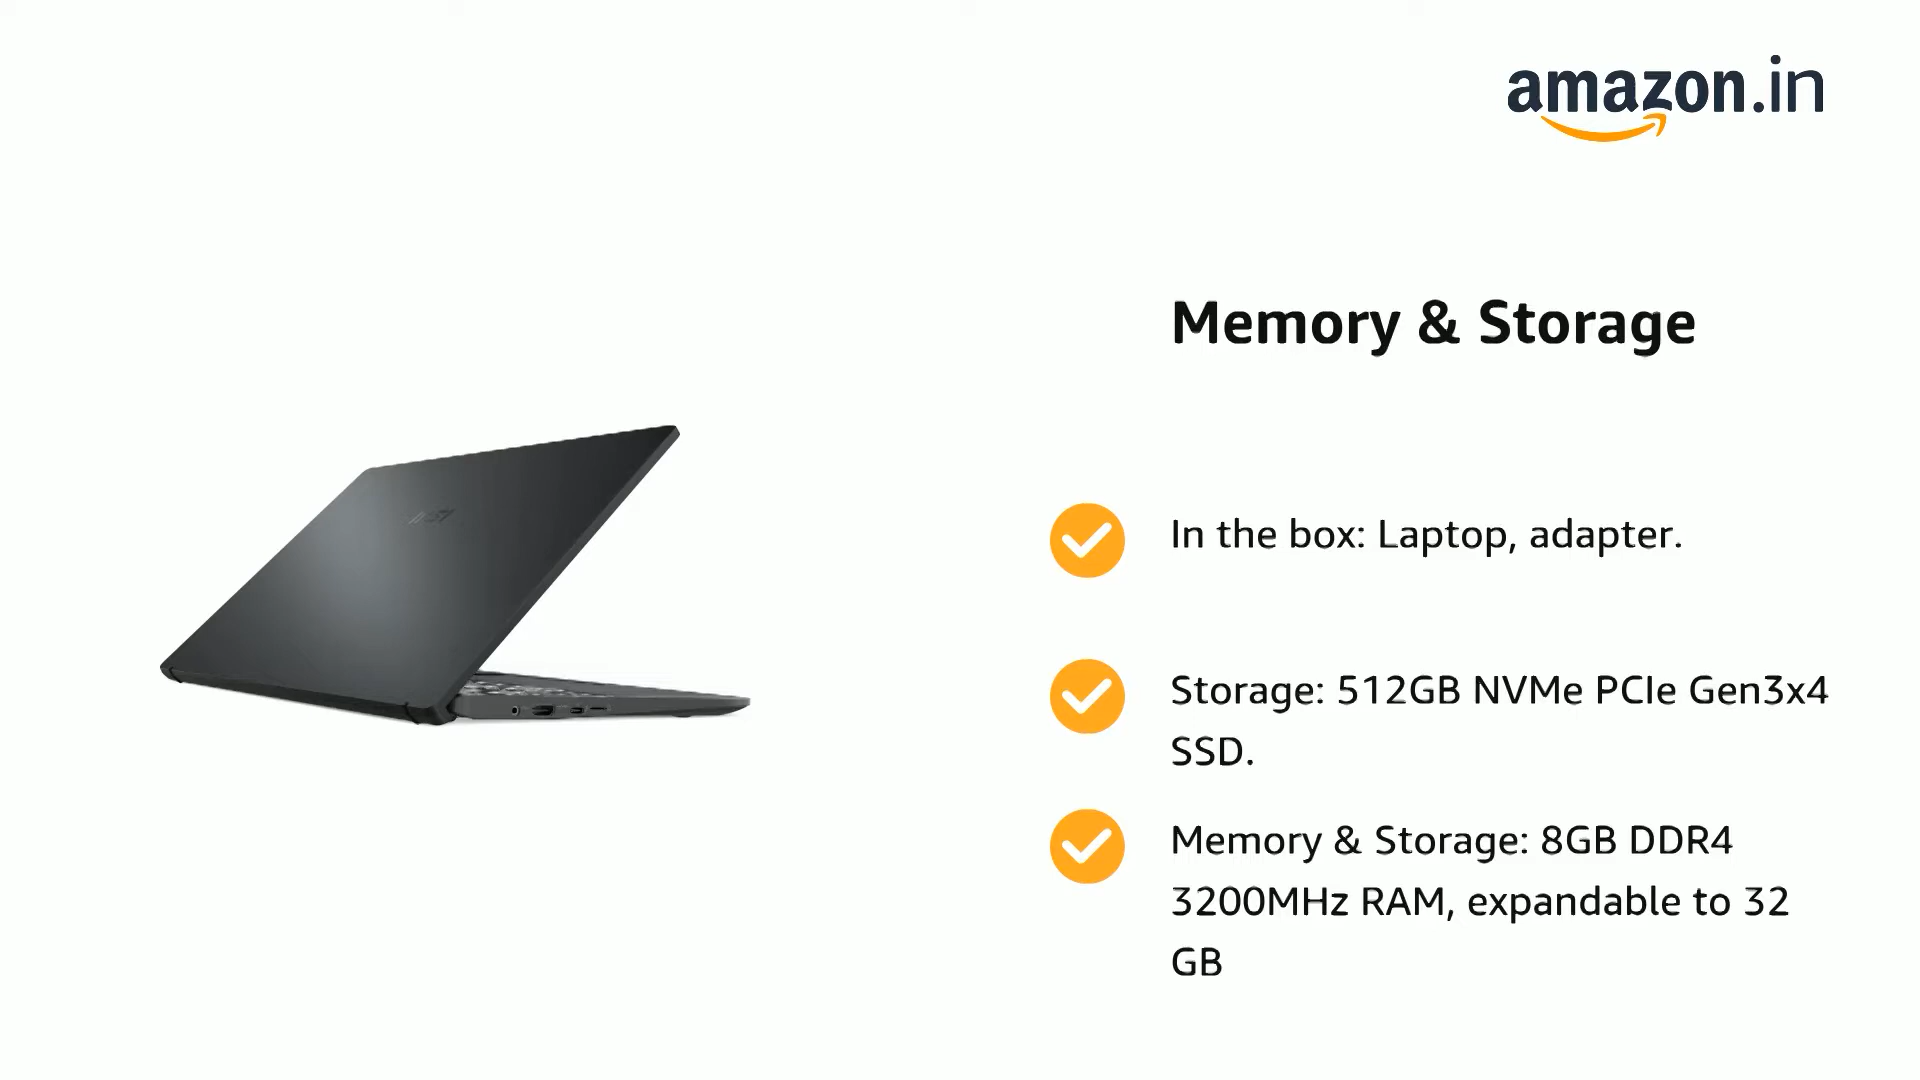 amazon.in
Memory & Storage
msi
In the box: Laptop, adapter.
Storage: 512GB NVMe PCIe Gen3x4
SSD.
Memory & Storage: 8GB DDR4
3200MHz RAM, expandable to 32
GB